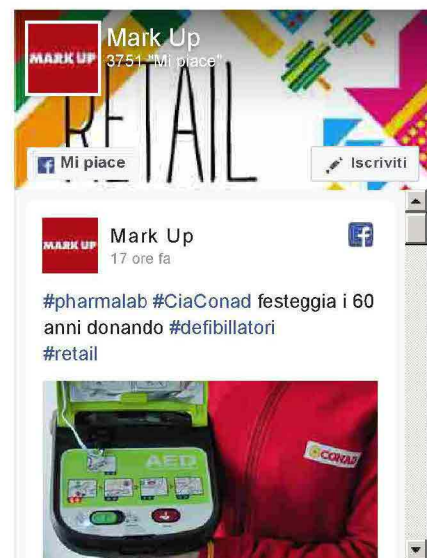 MARK UP
Mark Up
3751 "Mi piace"
RETAIL
Mi piace
Iscriviti
MARK UP
Mark Up
17 ore fa
#pharmalab #CiaConad festeggia i 60
anni donando #defibillatori
#retail
AED
CONAD